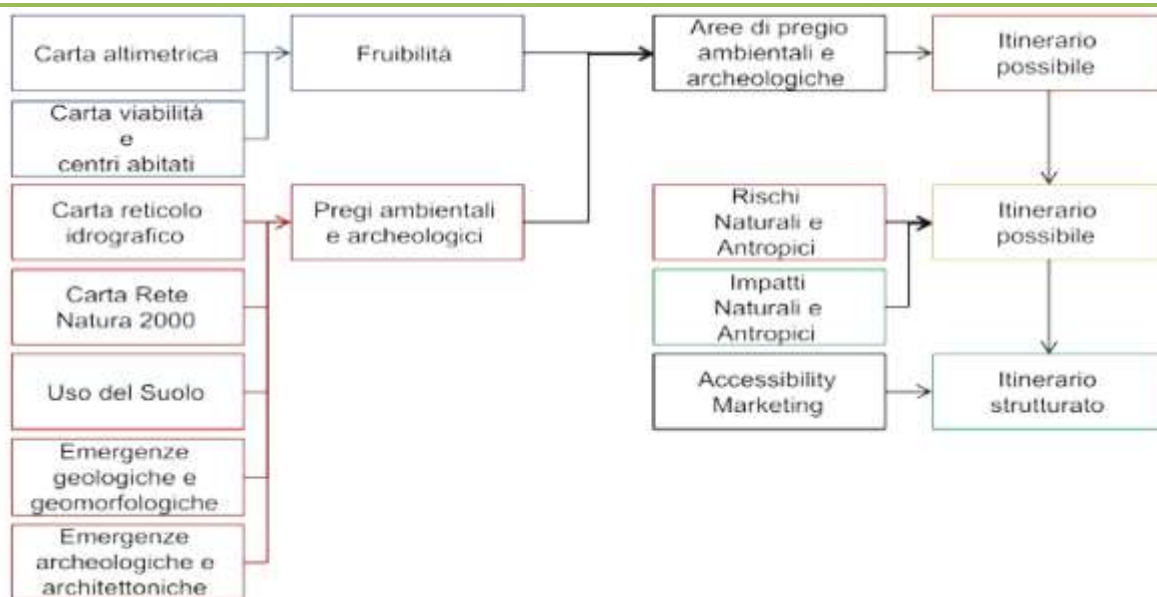 Carta altimetrica
Carta viabilità
e
centri abitati
Carta reticolo
idrografico
Carta Rete
Natura 2000
Uso del Suolo
Emergenze
geologiche e
geomorfologiche
Emergenze
archeologiche e
architettoniche
Fruibilità
Pregi ambientali
e archeologici
Aree di pregio
ambientali e
archeologiche
Rischi
Naturali e
Antropici
Impatti
Naturali e
Antropici
Accessibility
Marketing
Itinerario
possibile
Itinerario
possibile
Itinerario
strutturato